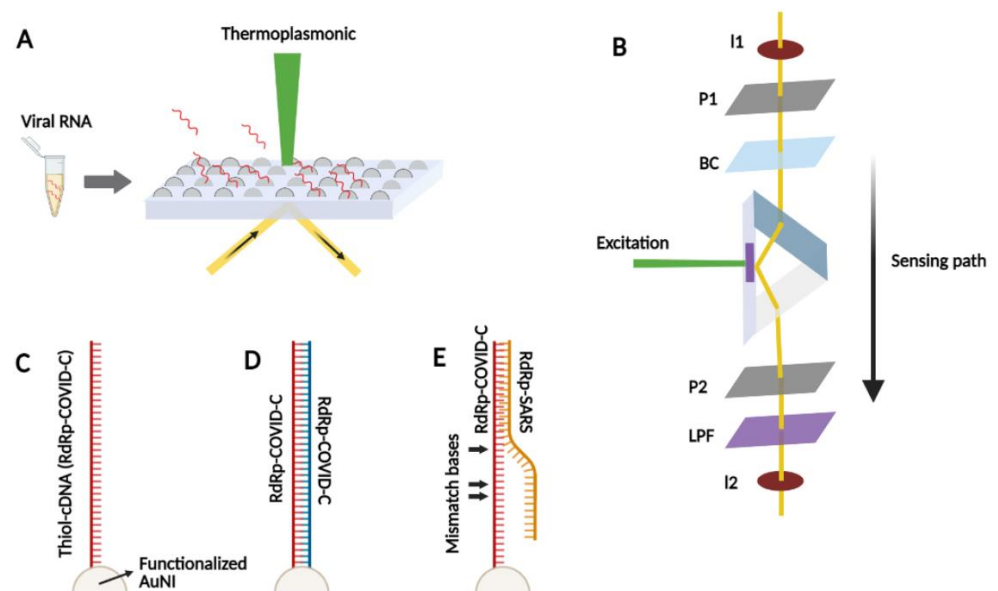 A
Thermoplasmonic
Viral RNA
B
I1
P1
BC
Excitation
Sensing path
P2
LPF
I2
C
Thiol-cDNA (RdRp-COVID-C)
Functionalized
AuNI
D
RdRp-COVID-C
RdRp-COVID-C
E
RdRp-COVID-C
RdRp-SARS
Mismatch bases